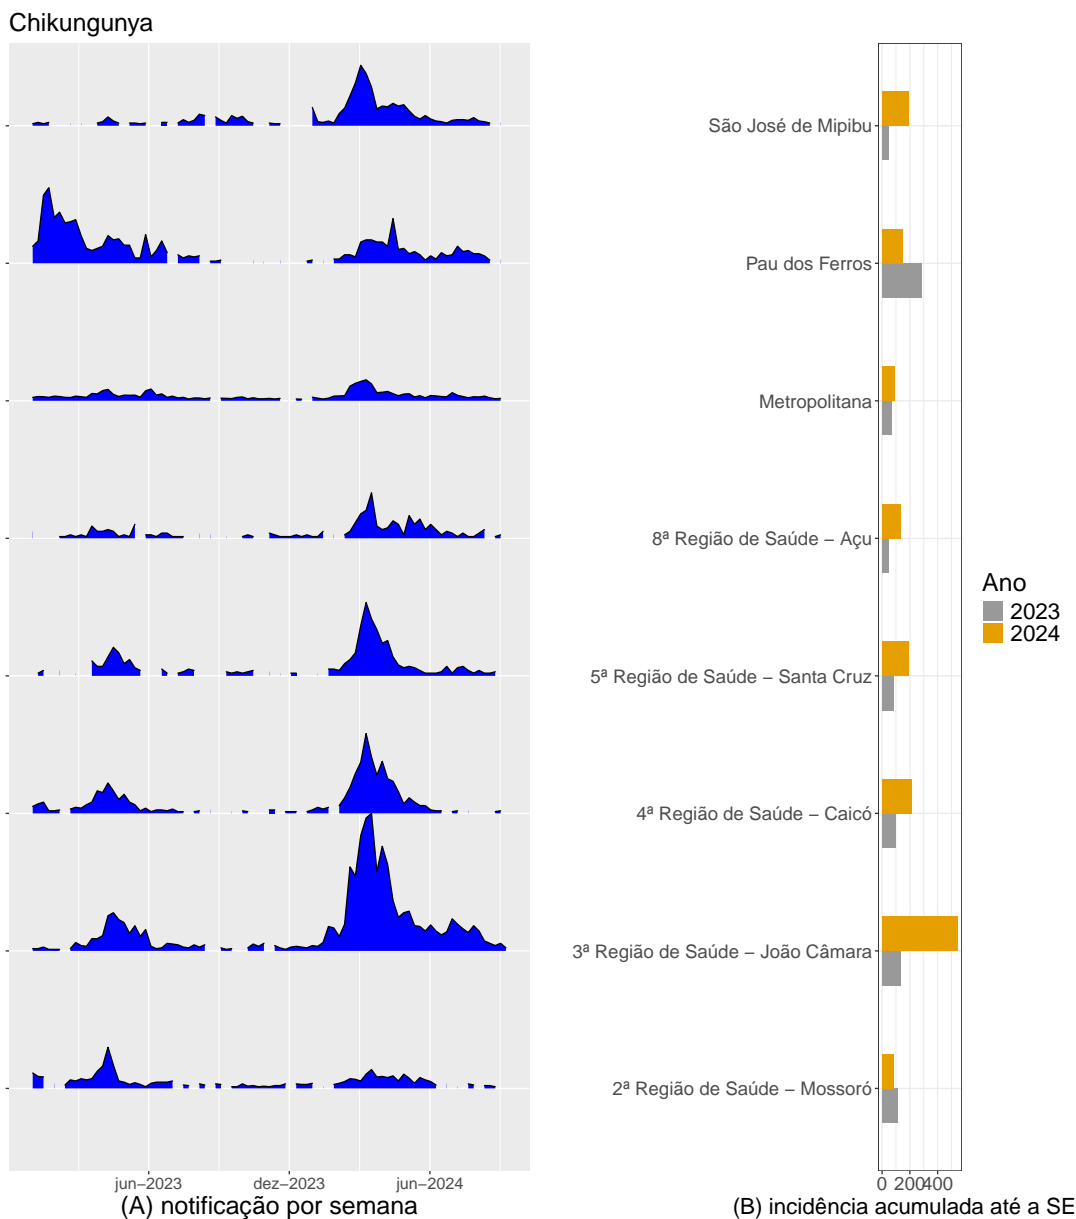 Chikungunya
São José de Mipibu
Pau dos Ferros
Metropolitana
8ª Região de Saúde − Açu
5ª Região de Saúde − Santa Cruz
4ª Região de Saúde − Caicó
3ª Região de Saúde − João Câmara
2ª Região de Saúde − Mossoró
Ano
2023
2024
jun−2023 dez−2023 jun−2024
0 200 400
(A) notificação por semana
(B) incidência acumulada até a SE